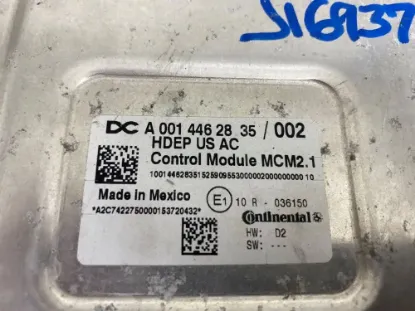 J16937
DC A 001 446 28 35 / 002
HDEP US AC
Control Module MCM2.1
10014462835152590955300000200000000010
Made in Mexico
E1 10 R - 036150
*A2C7422750000153720432*
Continental
HW: D2
SW: ---